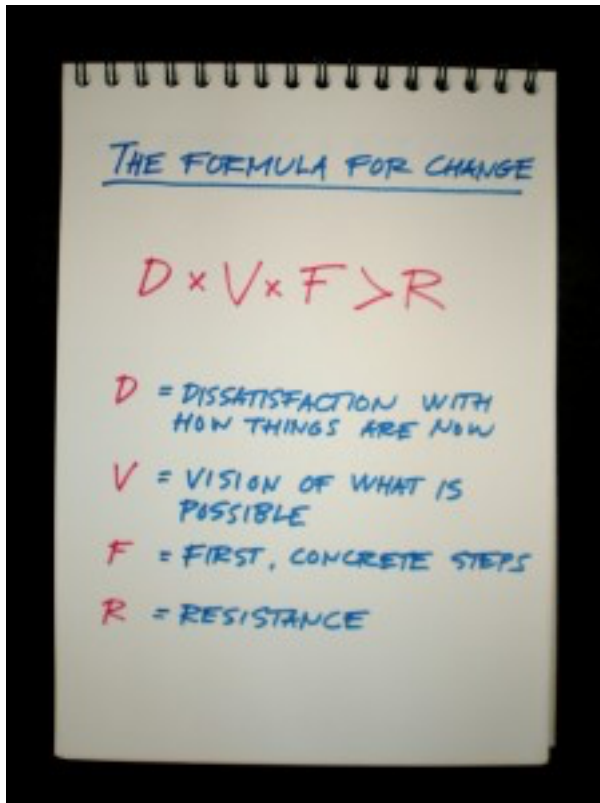 THE FORMULA FOR CHANGE
D x V x F > R
D = DISSATISFACTION WITH
HOW THINGS ARE NOW
V = VISION OF WHAT IS
POSSIBLE
F = FIRST, CONCRETE STEPS
R = RESISTANCE